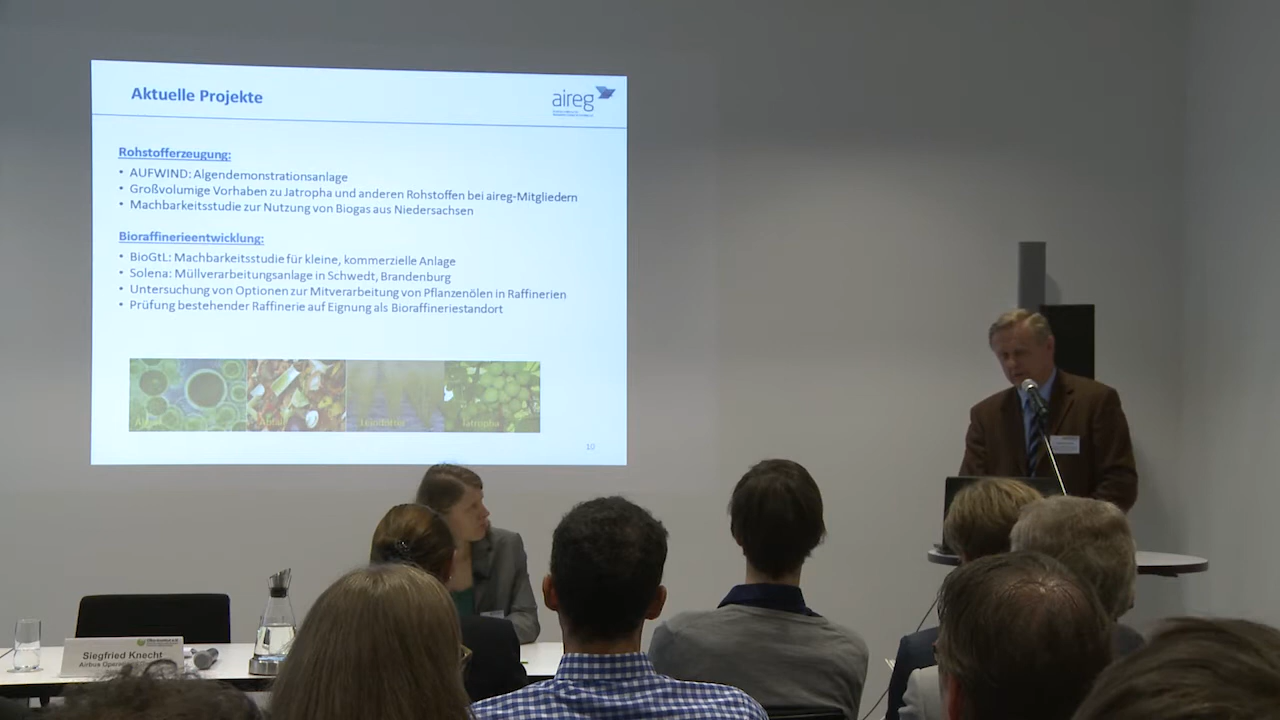 Aktuelle Projekte
aireg
Rohstofferzeugung:
• AUFWIND: Algendemonstrationsanlage
• Großvolumige Vorhaben zu Jatropha und anderen Rohstoffen bei aireg-Mitgliedern
• Machbarkeitsstudie zur Nutzung von Biogas aus Niedersachsen
Bioraffinerieentwicklung:
• BioGtL: Machbarkeitsstudie für kleine, kommerzielle Anlage
• Solena: Müllverarbeitungsanlage in Schwedt, Brandenburg
• Untersuchung von Optionen zur Mitverarbeitung von Pflanzenölen in Raffinerien
• Prüfung bestehender Raffinerie auf Eignung als Bioraffineriestandort
Jatropha
10
Siegfried Knecht
Airbus